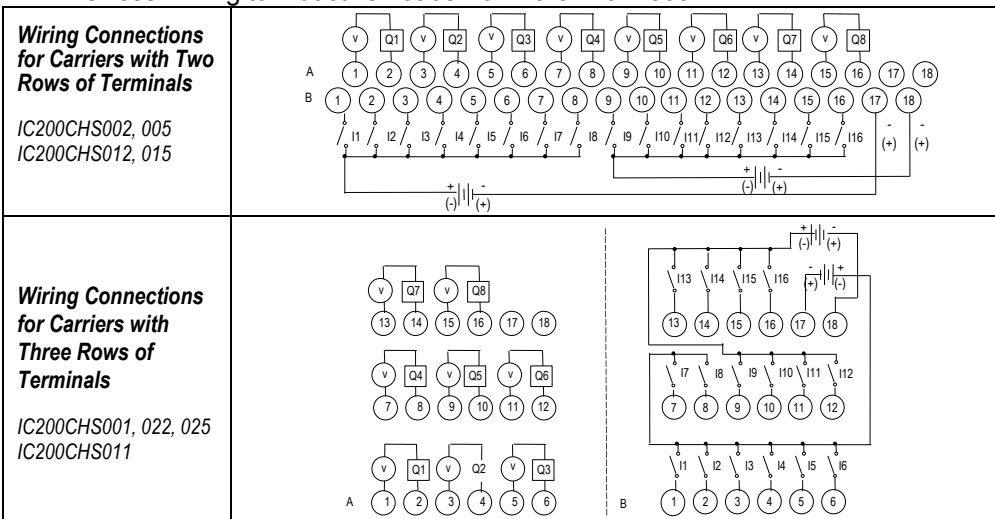 Wiring to
Wiring Connections
for Carriers with Two
Rows of Terminals
IC200CHS002, 005
IC200CHS012, 015
V Q1 V Q2 V Q3 V Q4 V Q5 V Q6 V Q7 V Q8
A 1 2 3 4 5 6 7 8 9 10 11 12 13 14 15 16 17 18
B 1 2 3 4 5 6 7 8 9 10 11 12 13 14 15 16 17 18
I1 I2 I3 I4 I5 I6 I7 I8 I9 I10 I11 I12 I13 I14 I15 I16 - -
(+) (+)
+ -
(-) (+)
+ -
(-) (+)
Wiring Connections
for Carriers with
Three Rows of
Terminals
IC200CHS001, 022, 025
IC200CHS011
V Q7 V Q8
13 14 15 16 17 18
V Q4 V Q5 V Q6
7 8 9 10 11 12
V Q1 V Q2 V Q3
A 1 2 3 4 5 6
+ -
(-) (+)
I13 I14 I15 I16 - +
(+) (-)
13 14 15 16 17 18
I7 I8 I9 I10 I11 I12
7 8 9 10 11 12
I1 I2 I3 I4 I5 I6
B 1 2 3 4 5 6